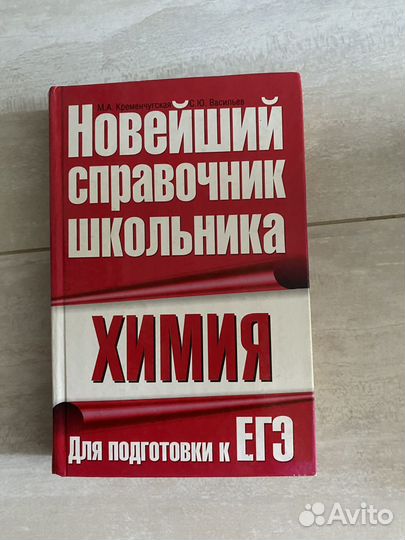 М.А. Кременчугская С.Ю. Васильев
Новейший
справочник
школьника
ХИМИЯ
Для подготовки к ЕГЭ
Avito